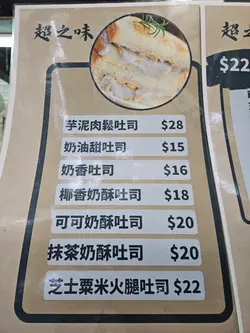 超之味
$22
芋泥肉鬆吐司 $28
奶油甜吐司 $15
奶香吐司 $16
椰香奶酥吐司 $18
可可奶酥吐司 $20
抹茶奶酥吐司 $20
芝士粟米火腿吐司 $22